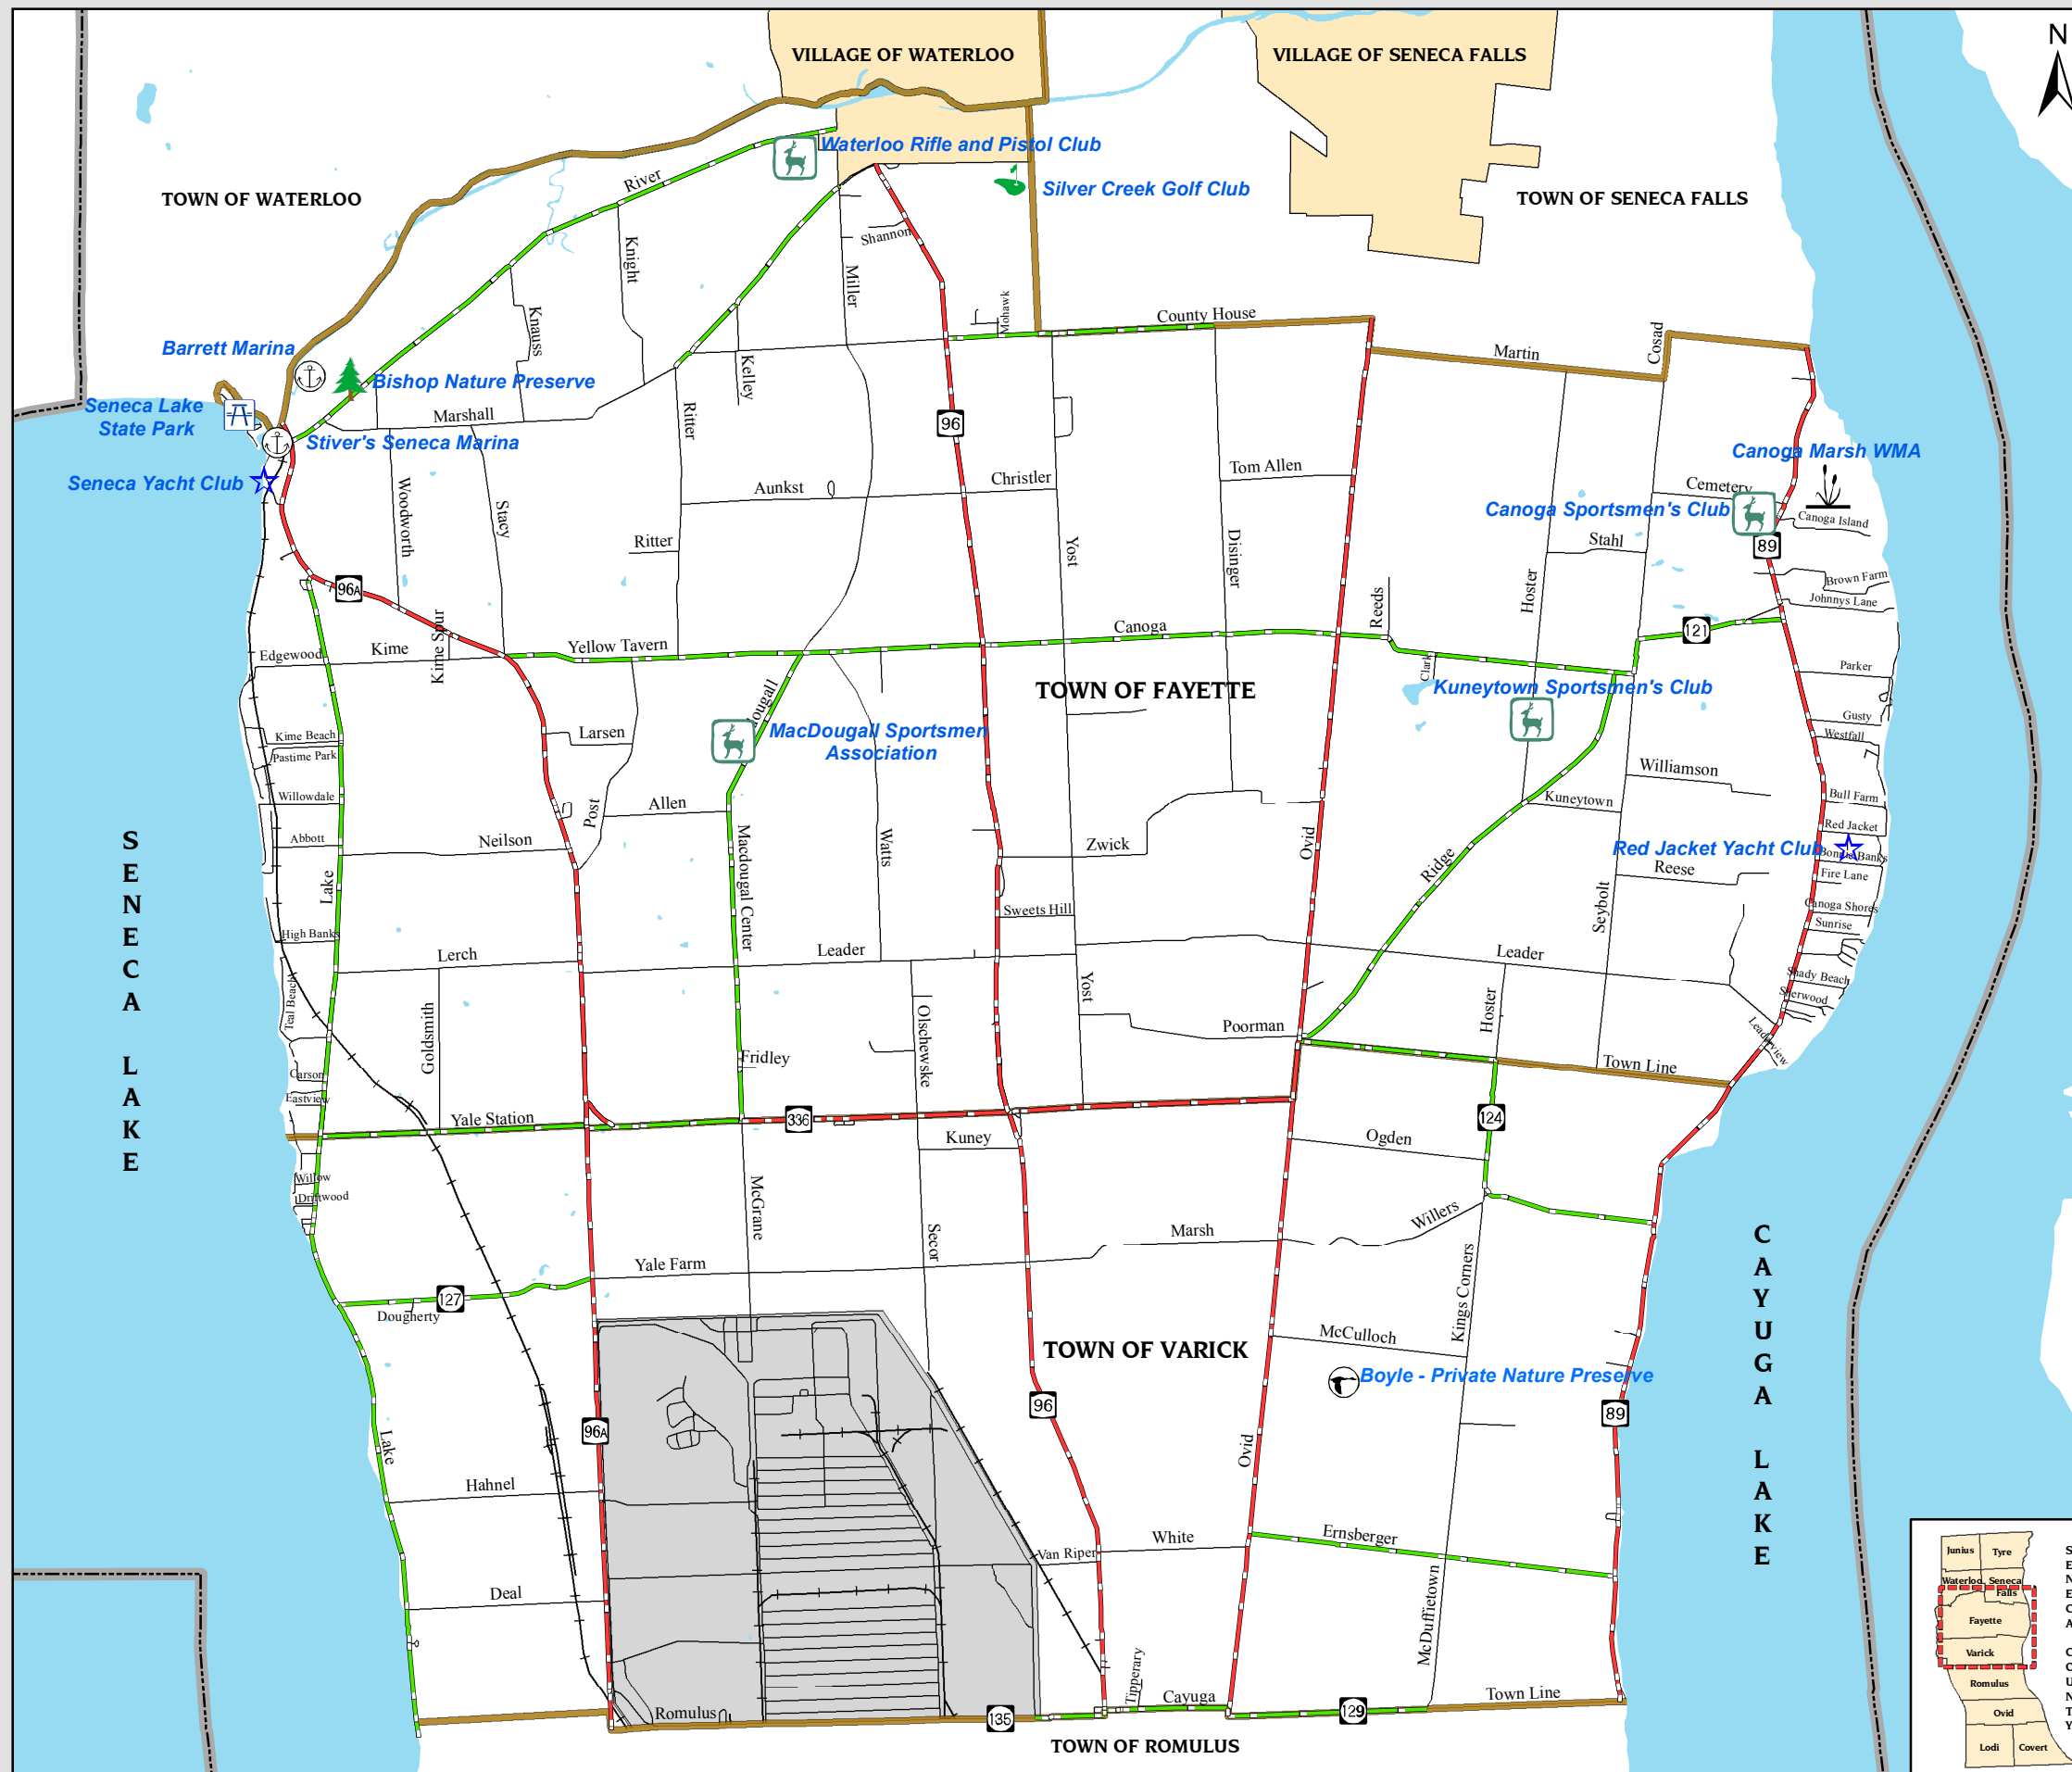 N
VILLAGE OF WATERLOO
VILLAGE OF SENECA FALLS
Waterloo Rifle and Pistol Club
Silver Creek Golf Club
TOWN OF WATERLOO
TOWN OF SENECA FALLS
River
Shannon
Knight
Miller
Mohawk
County House
Knauss
Cosad
Martin
Barrett Marina
Bishop Nature Preserve
Kelley
Seneca Lake
State Park
Marshall
Ritter
96
Stiver's Seneca Marina
Canoga Marsh WMA
Seneca Yacht Club
Woodworth
Stacy
Aunkst
Christler
Tom Allen
Cemetery
Canoga Sportsmen's Club
Canoga Island
Ritter
Yost
Disinger
Stahl
89
96A
Reeds
Hoster
Brown Farm
Johnnys Lane
Canoga
121
Kime Spur
Edgewood
Kime
Yellow Tavern
Clark
Parker
TOWN OF FAYETTE
Kuneytown Sportsmen's Club
Gusty
Larsen
MacDougall Sportsmen
Association
Westfall
Kime Beach
Pastime Park
Williamson
Willowdale
Post
Allen
Kuneytown
Bull Farm
Abbott
Neilson
Macdougal Center
Watts
Zwick
Ovid
Ridge
Red Jacket
Red Jacket Yacht Club
Bonnie Banks
Reese
Fire Lane
Lake
Sweets Hill
Seybolt
Canoga Shores
Sunrise
High Banks
Lerch
Leader
Leader
Shady Beach
Sherwood
Teal Beach
Goldsmith
Olschewske
Yost
Poorman
Hoster
Leaderview
Fridley
Town Line
Carson
Eastview
Yale Station
336
124
Kuney
Ogden
Willow
Driftwood
McGrane
Secor
Marsh
Willers
Yale Farm
Kings Corners
127
Dougherty
McCulloch
TOWN OF VARICK
Boyle - Private Nature Preserve
96
89
96A
Lake
Ovid
Hahnel
White
Ernsberger
Van Riper
Deal
McDuffietown
Tipperary
Romulus
135
Cayuga
129
Town Line
TOWN OF ROMULUS
SENECA LAKE
CAYUGA LAKE
Junius
Tyre
Waterloo
Seneca
Falls
Fayette
Varick
Romulus
Ovid
Lodi
Covert